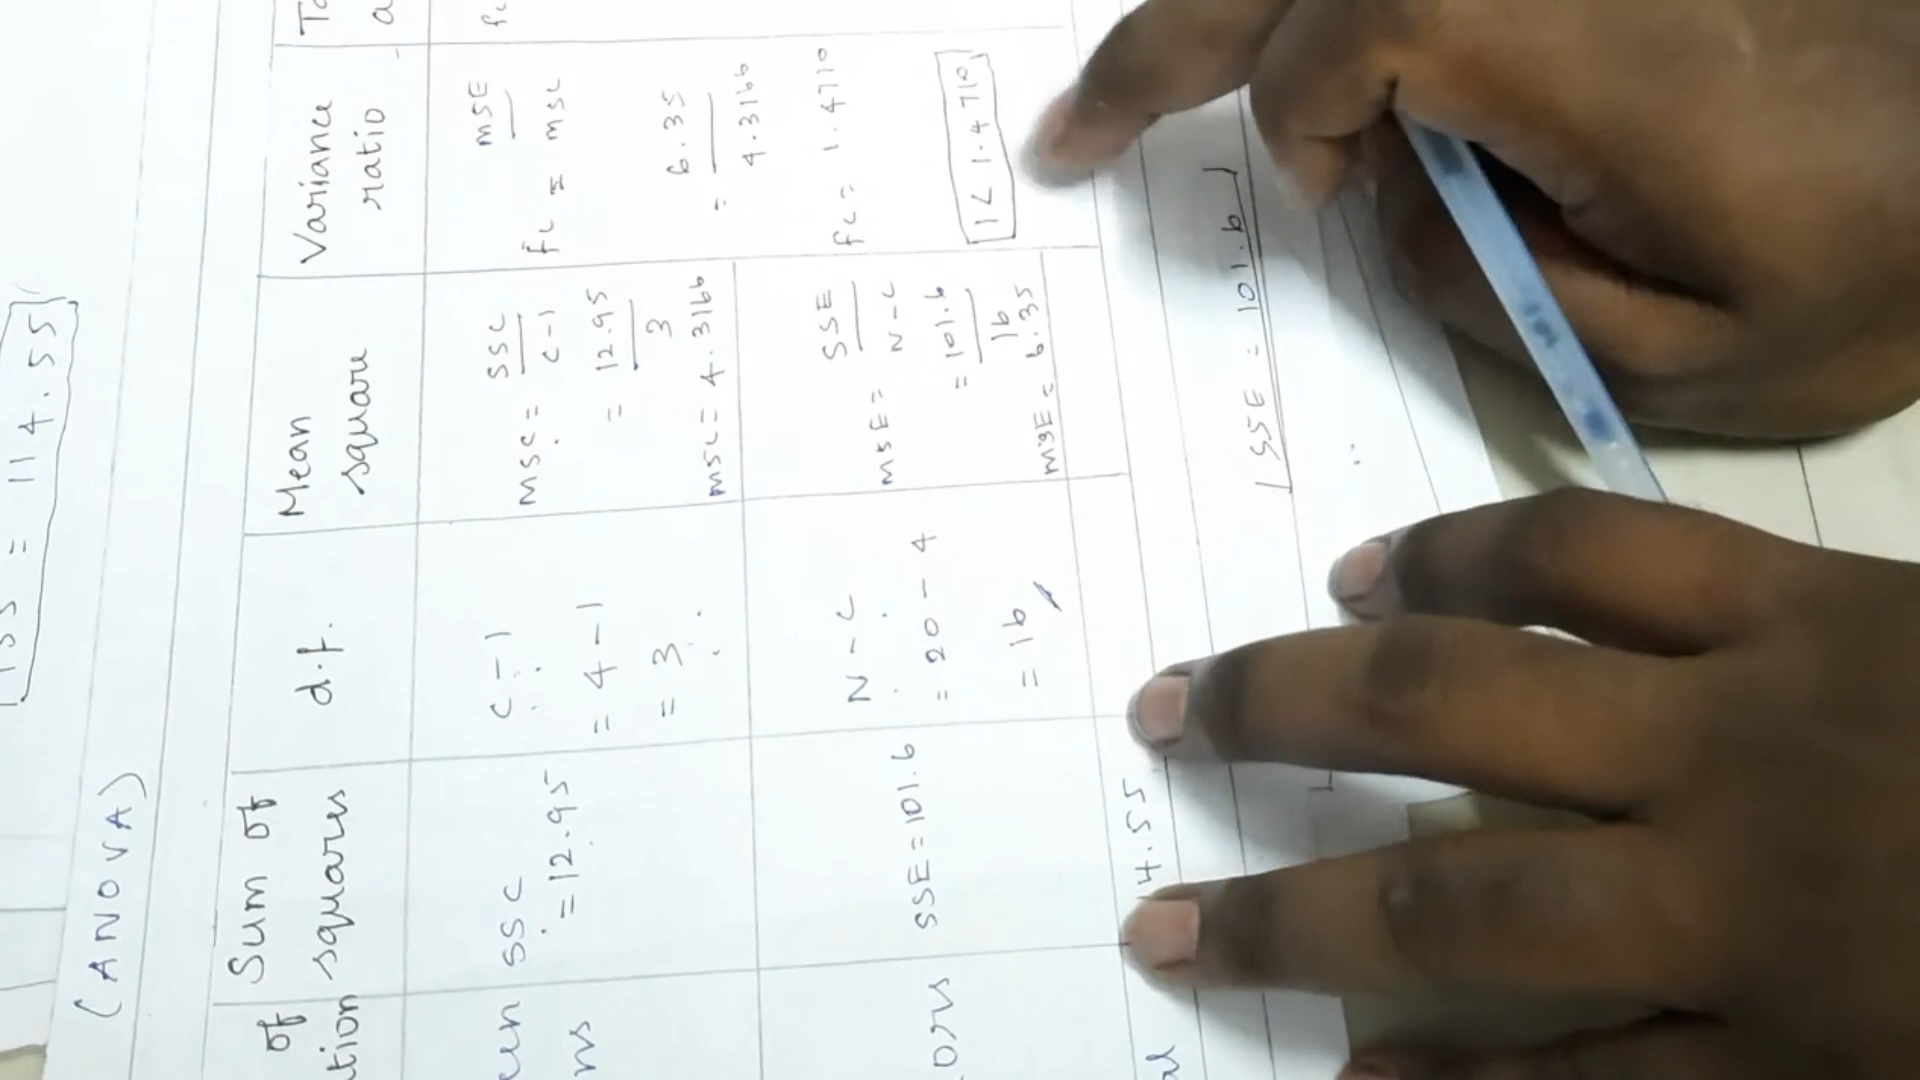 TSS = 114.55
(ANOVA)
of
tion
Sum of
squares
d.f.
Mean
square
Variance
ratio
SSC
= 12.95
C - 1
= 4 - 1
= 3
MSC = SSC
C - 1
= 12.95
3
MSC = 4.3166
fc = MSE
MSC
= 6.35
4.3166
fc = 1.4710
1 < 1.4710
SSE = 101.6
N - C
= 20 - 4
= 16
MSE = SSE
N - C
= 101.6
16
MSE = 6.35
4.55
SSE = 101.6